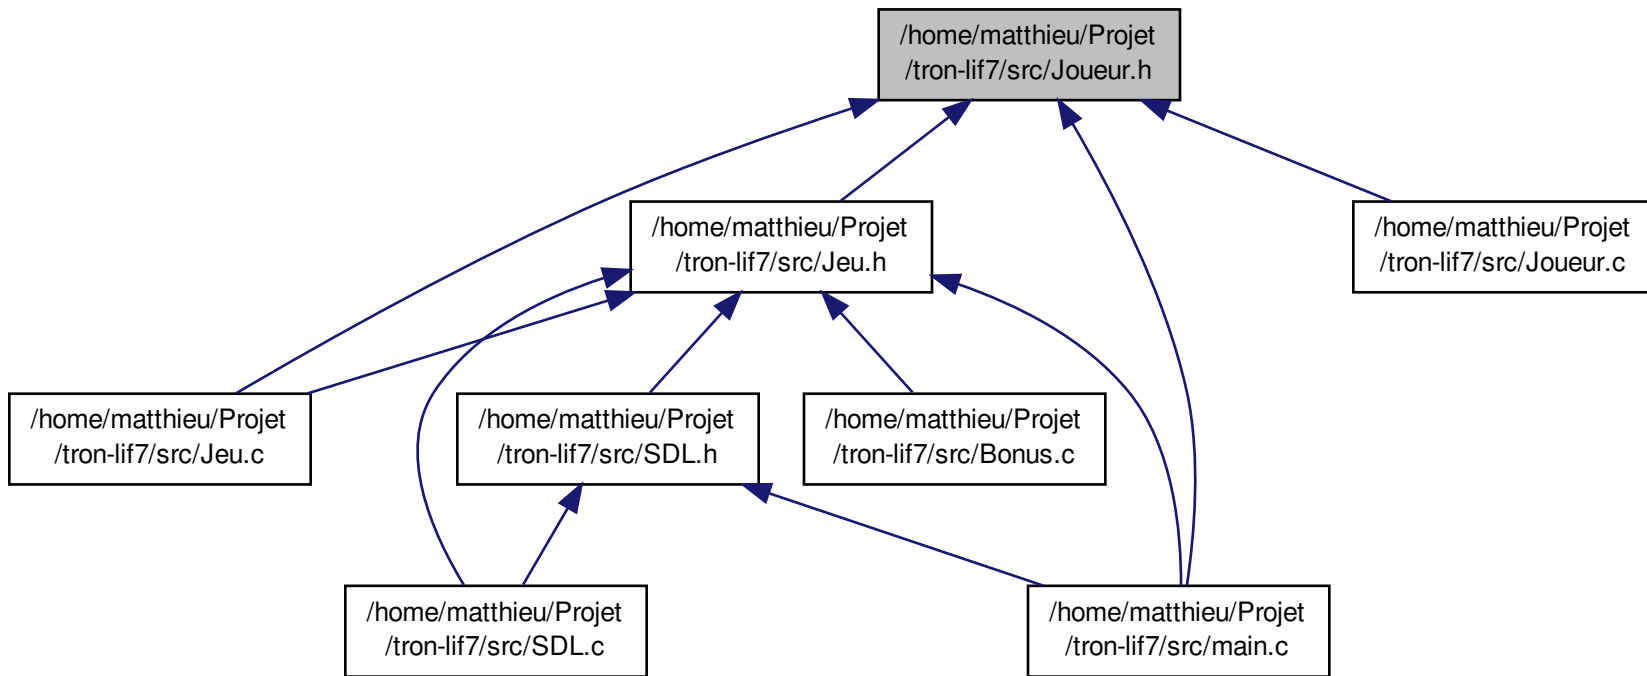 /home/matthieu/Projet
/tron-lif7/src/Joueur.h
/home/matthieu/Projet
/tron-lif7/src/Jeu.h
/home/matthieu/Projet
/tron-lif7/src/Joueur.c
/home/matthieu/Projet
/tron-lif7/src/Jeu.c
/home/matthieu/Projet
/tron-lif7/src/SDL.h
/home/matthieu/Projet
/tron-lif7/src/Bonus.c
/home/matthieu/Projet
/tron-lif7/src/SDL.c
/home/matthieu/Projet
/tron-lif7/src/main.c